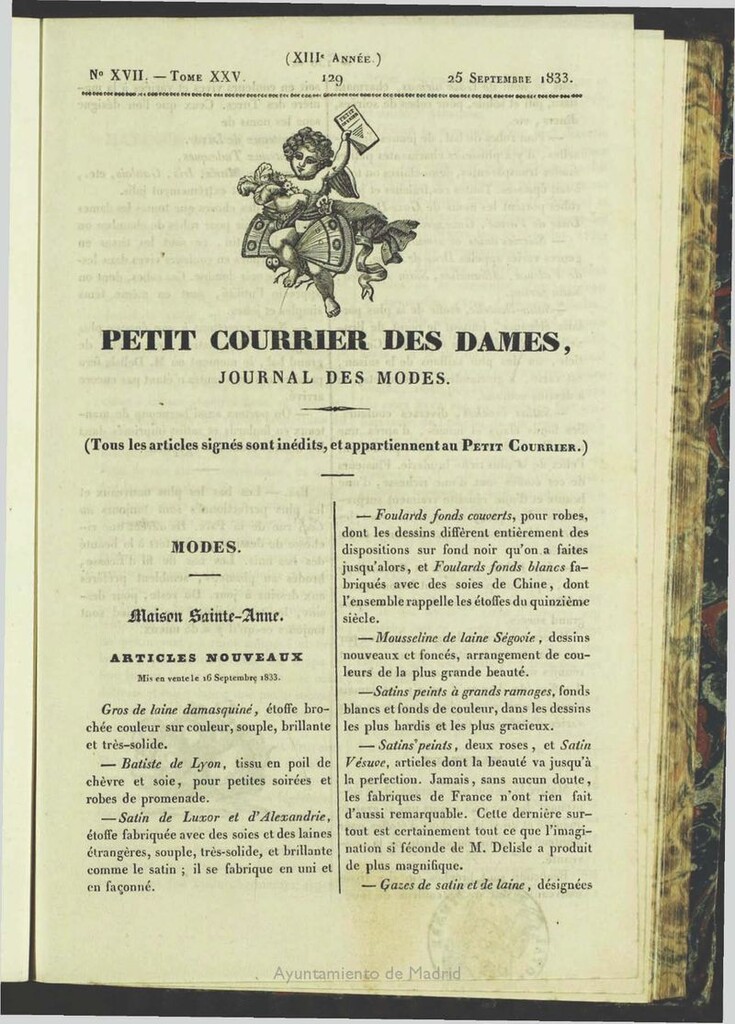 (XIIIᵉ ANNÉE.)
Nº XVII. — TOME XXV. 129 25 SEPTEMBRE 1833.
PETIT COURRIER DES DAMES,
JOURNAL DES MODES.
(Tous les articles signés sont inédits, et appartiennent au PETIT COURRIER.)
MODES.
Maison Sainte-Anne.
ARTICLES NOUVEAUX
Mis en vente le 16 Septembre 1833.
Gros de laine damasquiné, étoffe bro-
chée couleur sur couleur, souple, brillante
et très-solide.
— Batiste de Lyon, tissu en poil de
chèvre et soie, pour petites soirées et
robes de promenade.
— Satin de Luxor et d'Alexandrie,
étoffe fabriquée avec des soies et des laines
étrangères, souple, très-solide, et brillante
comme le satin ; il se fabrique en uni et
en façonné.
— Foulards fonds couverts, pour robes,
dont les dessins diffèrent entièrement des
dispositions sur fond noir qu'on a faites
jusqu'alors, et Foulards fonds blancs fa-
briqués avec des soies de Chine, dont
l'ensemble rappelle les étoffes du quinzième
siècle.
— Mousseline de laine Ségovie, dessins
nouveaux et foncés, arrangement de cou-
leurs de la plus grande beauté.
— Satins peints à grands ramages, fonds
blancs et fonds de couleur, dans les dessins
les plus hardis et les plus gracieux.
— Satins peints, deux roses, et Satin
Vésuve, articles dont la beauté va jusqu'à
la perfection. Jamais, sans aucun doute,
les fabriques de France n'ont rien fait
d'aussi remarquable. Cette dernière sur-
tout est certainement tout ce que l'imagi-
nation si féconde de M. Delisle a produit
de plus magnifique.
— Gazes de satin et de laine, désignées
Ayuntamiento de Madrid